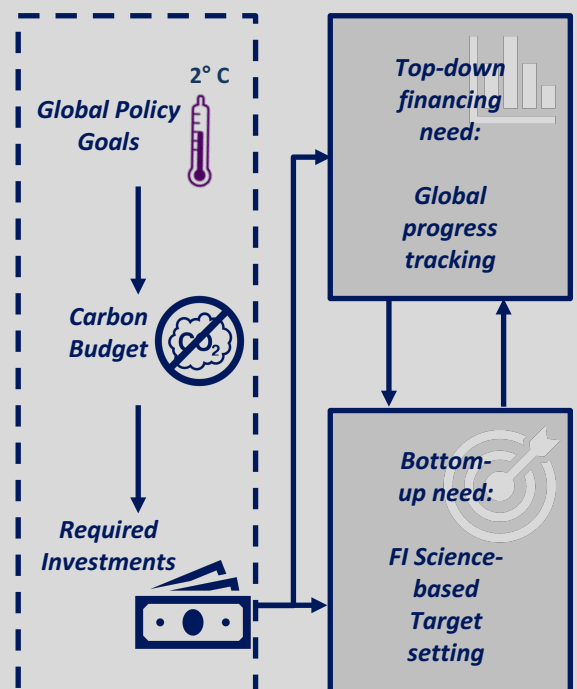 2° C
Global Policy
Goals
Carbon
Budget
CO2
Required
Investments
Top-down
financing
need:
Global
progress
tracking
Bottom-
up need:
FI Science-
based
Target
setting